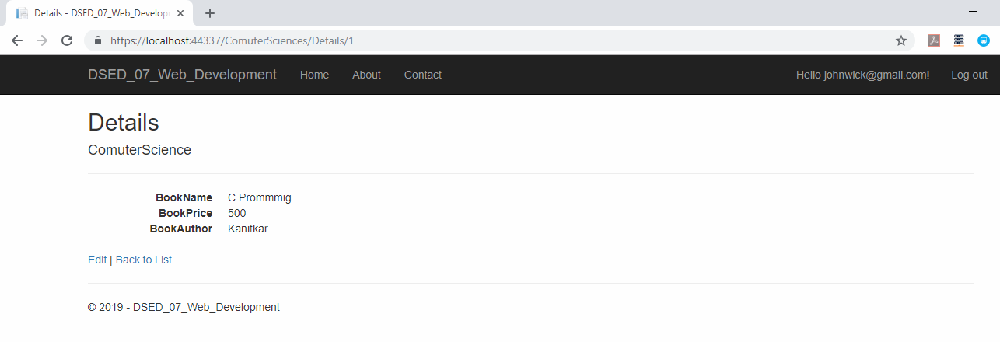 Details - DSED_07_Web_Develop
https://localhost:44337/ComuterSciences/Details/1
DSED_07_Web_Development Home About Contact Hello johnwick@gmail.com! Log out
Details
ComuterScience
BookName C Prommmig
BookPrice 500
BookAuthor Kanitkar
Edit | Back to List
© 2019 - DSED_07_Web_Development